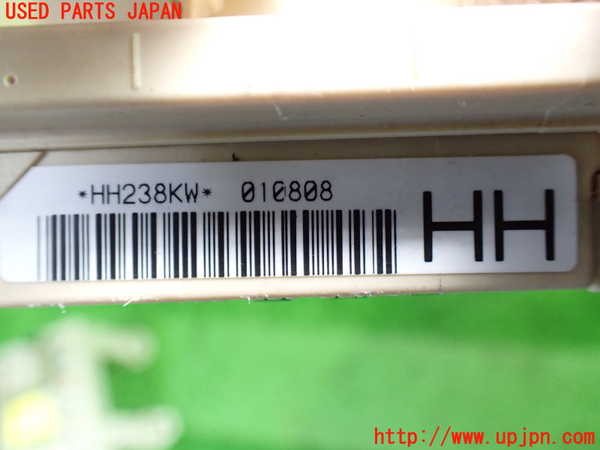 USED PARTS JAPAN
*HH238KW* 010808
HH
http://www.upjpn.com